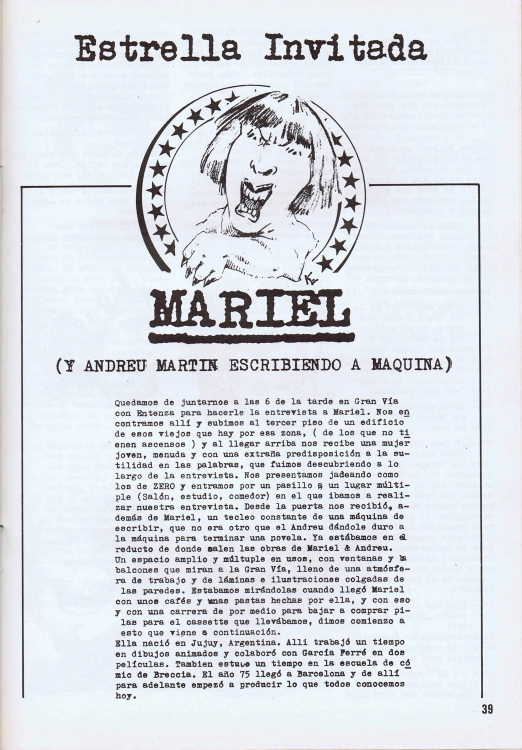 Estrella Invitada
MARIEL
(Y ANDREU MARTIN ESCRIBIENDO A MAQUINA)
Quedamos de juntarnos a las 6 de la tarde en Gran Vía
con Entenza para hacerle la entrevista a Mariel. Nos en
contramos allí y subimos al tercer piso de un edificio
de esos viejos que hay por esa zona, ( de los que no ti
enen ascensos ) y al llegar arriba nos recibe una mujer
joven, menuda y con una extraña predisposición a la su-
tilidad en las palabras, que fuimos descubriendo a lo
largo de la entrevista. Nos presentamos jadeando como
los de ZERO y entramos por un pasillo a un lugar múlti-
ple (Salón, estudio, comedor) en el que ibamos a reali-
zar nuestra entrevista. Desde la puerta nos recibió, a-
demás de Mariel, un tecleo constante de una máquina de
escribir, que no era otro que el Andreu dándole duro a
la máquina para terminar una novela. Ya estábamos en el
reducto de donde salen las obras de Mariel & Andreu.
Un espacio amplio y múltuple en usos, con ventanas y la
balcones que miran a la Gran Vía, lleno de una atmósfe-
ra de trabajo y de láminas e ilustraciones colgadas de
las paredes. Estabamos mirándolas cuando llegó Mariel
con unos cafés y unas pastas hechas por ella, y con eso
y con una carrera de por medio para bajar a comprar pi-
las para el cassette que llevábamos, dimos comienzo a
esto que viene a continuación.
Ella nació en Jujuy, Argentina. Alli trabajó un tiempo
en dibujos animados y colaboró con García Ferré en dos
películas. Tambien estuvo un tiempo en la escuela de có
mic de Breccia. El año 75 llegó a Barcelona y de allí
para adelante empezó a producir lo que todos conocemos
hoy.
39